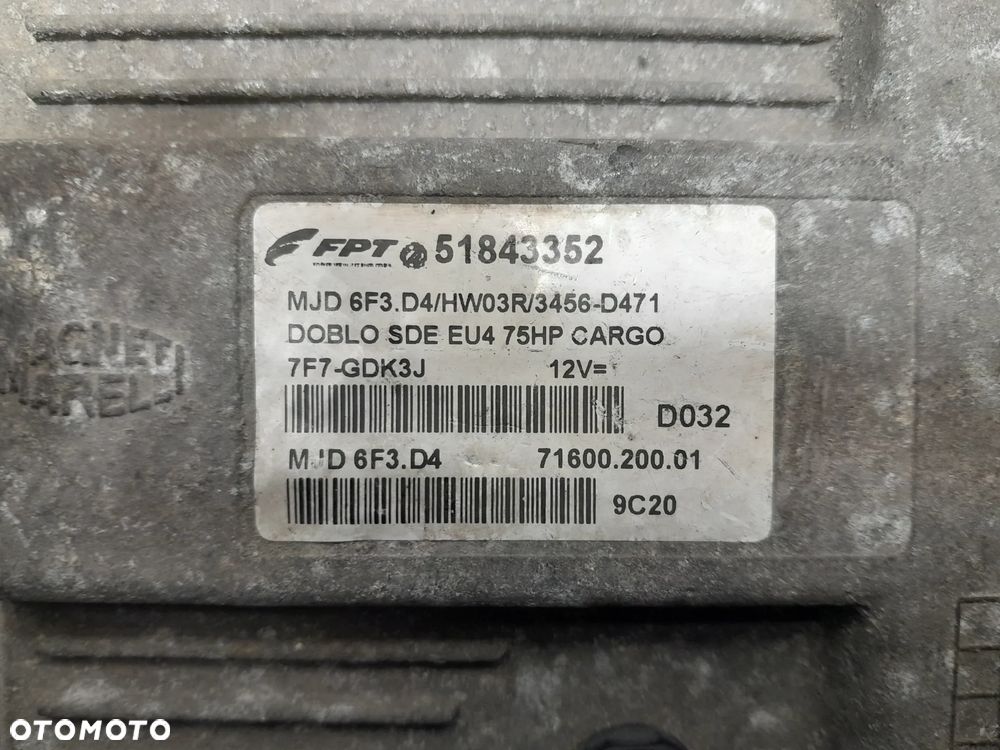 FPT 51843352
MJD 6F3.D4/HW03R/3456-D471
DOBLO SDE EU4 75HP CARGO
7F7-GDK3J 12V=
D032
MJD 6F3.D4 71600.200.01
9C20
MAGNETI
MARELLI
OTOMOTO